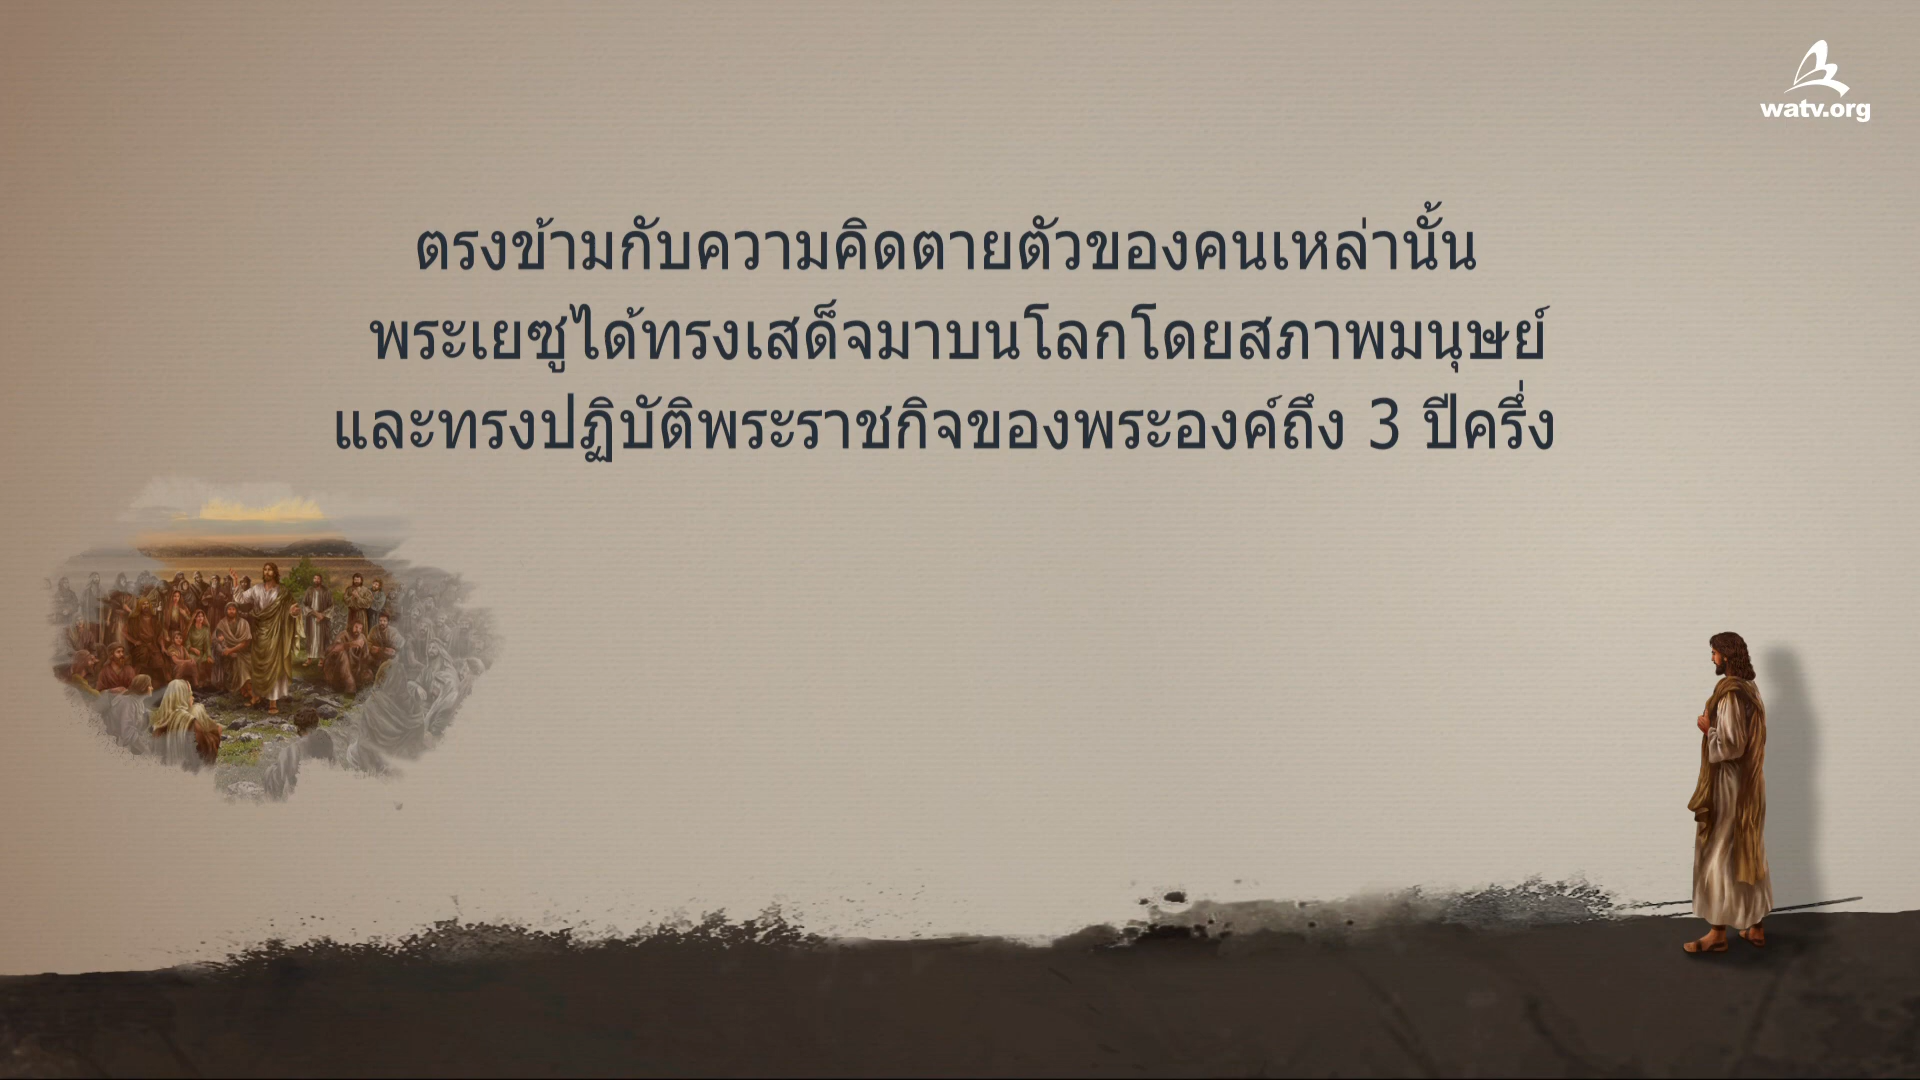 watv.org
ตรงข้ามกับความคิดตายตัวของคนเหล่านั้น
พระเยซูได้ทรงเสด็จมาบนโลกโดยสภาพมนุษย์
และทรงปฏิบัติพระราชกิจของพระองค์ถึง 3 ปีครึ่ง